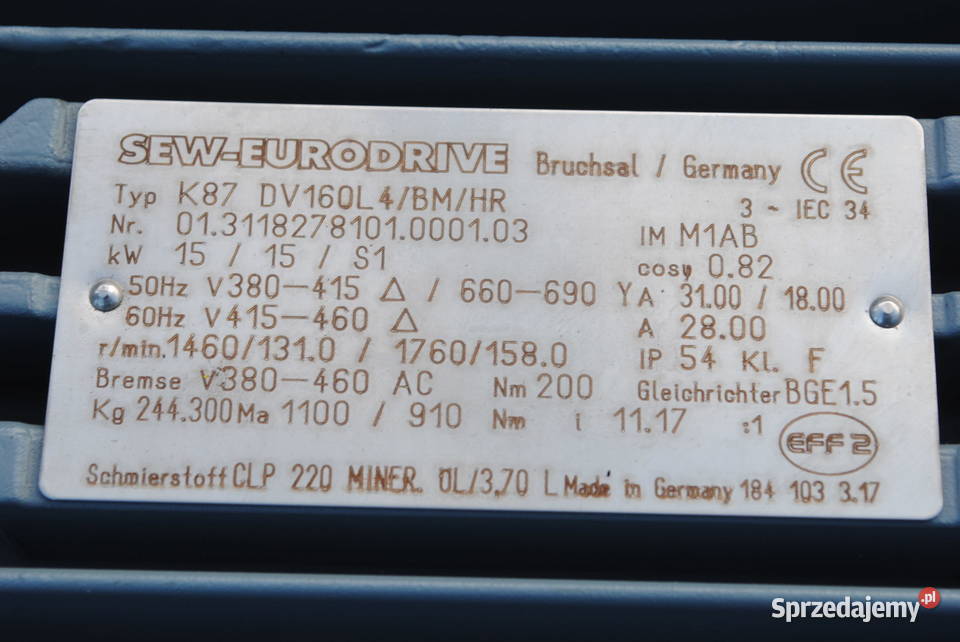 SEW-EURODRIVE Bruchsal / Germany CE
Typ K87 DV160L4/BM/HR 3 ~ IEC 34
Nr. 01.3118278101.0001.03 IM M1AB
kW 15 / 15 / S1 cosφ 0.82
50Hz V380-415 Δ / 660-690 Y A 31.00 / 18.00
60Hz V415-460 Δ A 28.00
r/min.1460/131.0 / 1760/158.0 IP 54 Kl. F
Bremse V380-460 AC Nm 200 Gleichrichter BGE1.5
Kg 244.300 Ma 1100 / 910 Nm i 11.17 :1
EFF2
Schmierstoff CLP 220 MINER. ÖL/3,70 L Made in Germany 184 103 3.17
Sprzedajemy.pl